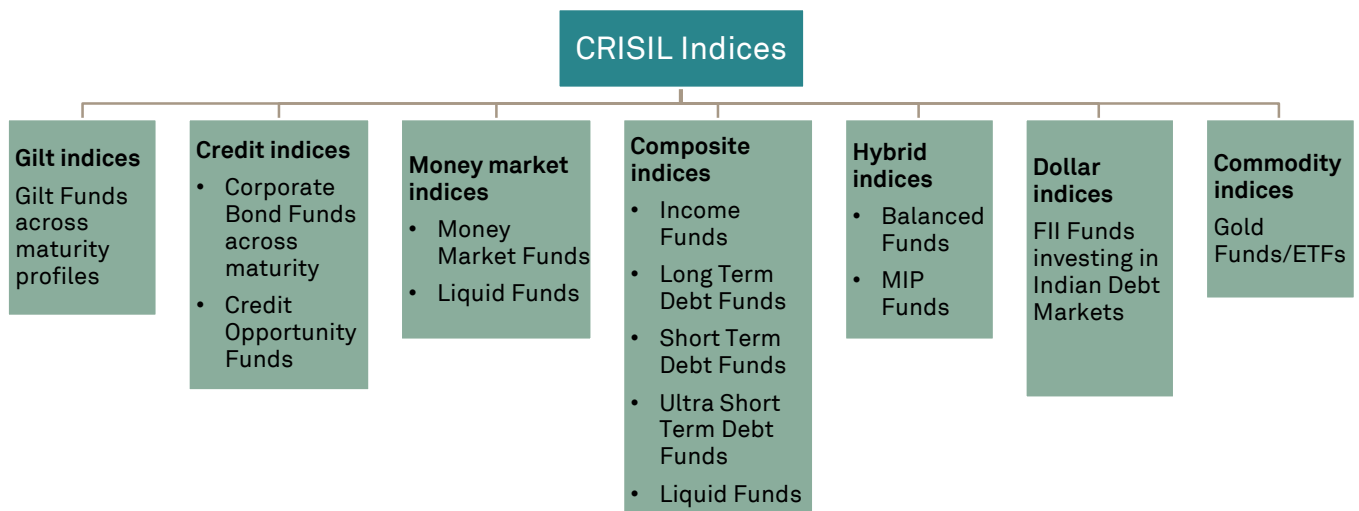 CRISIL Indices
Gilt indices
Gilt Funds
across
maturity
profiles
Credit indices
• Corporate
Bond Funds
across
maturity
• Credit
Opportunity
Funds
Money market
indices
• Money
Market Funds
• Liquid Funds
Composite
indices
• Income
Funds
• Long Term
Debt Funds
• Short Term
Debt Funds
• Ultra Short
Term Debt
Funds
• Liquid Funds
Hybrid
indices
• Balanced
Funds
• MIP
Funds
Dollar
indices
FII Funds
investing in
Indian Debt
Markets
Commodity
indices
Gold
Funds/ETFs